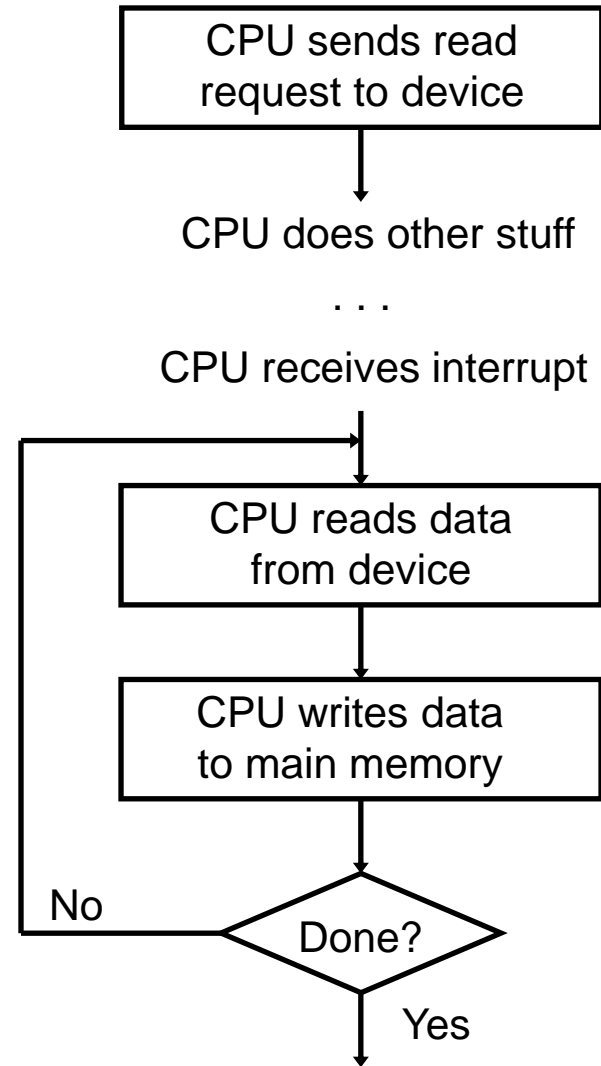 CPU sends read
request to device
CPU does other stuff
. . .
CPU receives interrupt
CPU reads data
from device
CPU writes data
to main memory
No
Done?
Yes